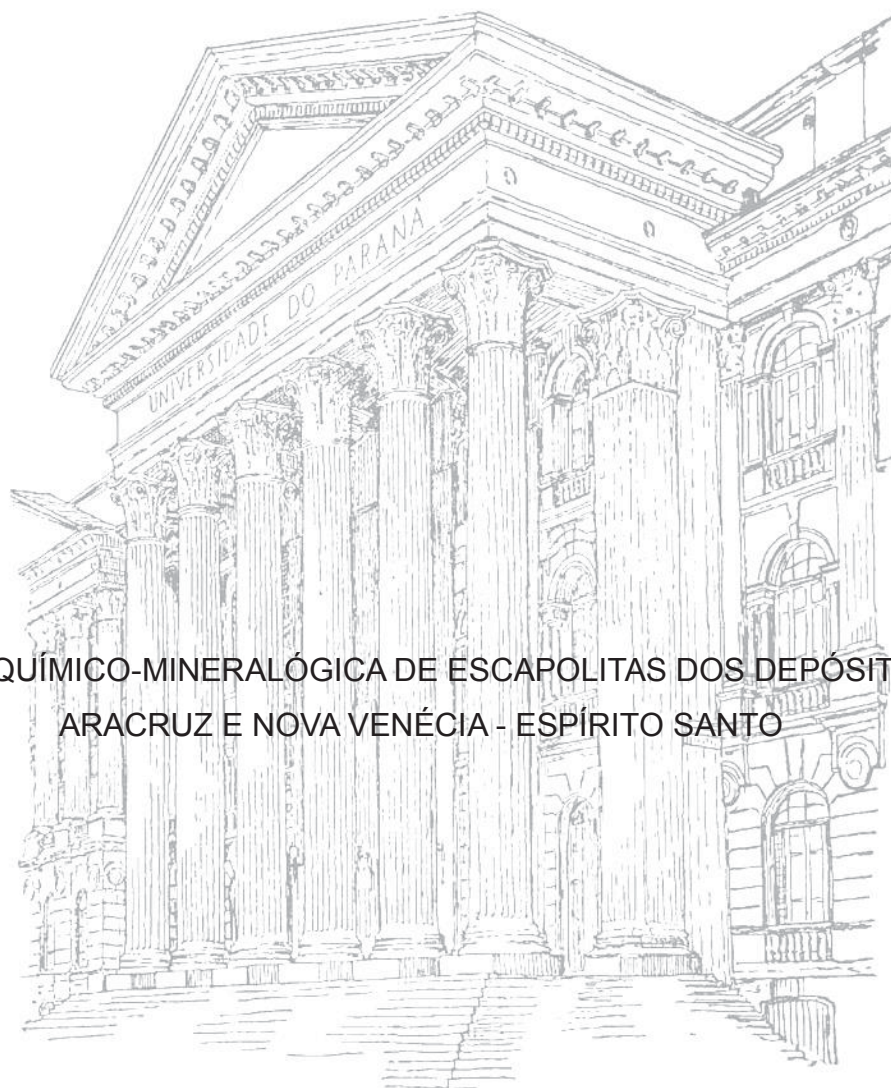 UNIVERSIDADE DO PARANÁ
QUÍMICO-MINERALÓGICA DE ESCAPOLITAS DOS DEPÓSIT
ARACRUZ E NOVA VENÉCIA - ESPÍRITO SANTO